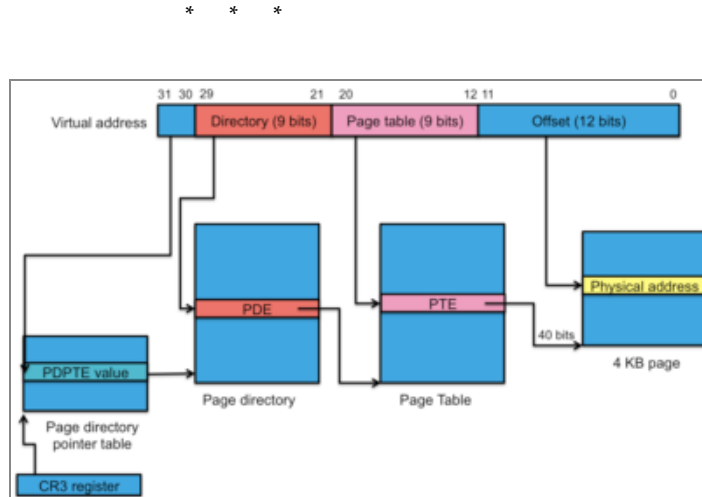 * * *
31 30 29 21 20 12 11 0
Virtual address Directory (9 bits) Page table (9 bits) Offset (12 bits)
Physical address
PDE PTE
40 bits
4 KB page
PDPTE value
Page directory Page Table
Page directory
pointer table
CR3 register